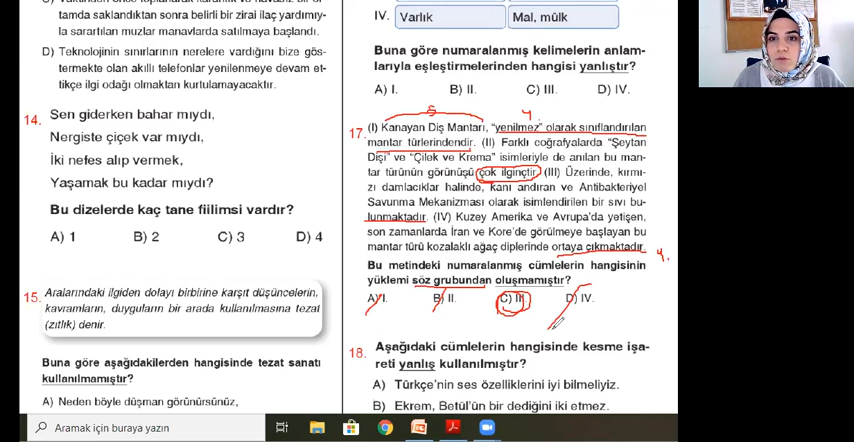 tamda saklandıktan sonra belirli bir zirai ilaç yardımıy-
la sarartılan muzlar manavlarda satılmaya başlandı.
D) Teknolojinin sınırlarının nerelere vardığını bize gös-
termekte olan akıllı telefonlar yenilenmeye devam et-
tikçe ilgi odağı olmaktan kurtulamayacaktır.
14. Sen giderken bahar mıydı,
Nergiste çiçek var mıydı,
İki nefes alıp vermek,
Yaşamak bu kadar mıydı?
Bu dizelerde kaç tane fiilimsi vardır?
A) 1 B) 2 C) 3 D) 4
15. Aralarındaki ilgiden dolayı birbirine karşıt düşüncelerin,
kavramların, duyguların bir arada kullanılmasına tezat
(zıtlık) denir.
Buna göre aşağıdakilerden hangisinde tezat sanatı
kullanılmamıştır?
A) Neden böyle düşman görünürsünüz,
IV. Varlık Mal, mülk
Buna göre numaralanmış kelimelerin anlam-
larıyla eşleştirmelerinden hangisi yanlıştır?
A) I. B) II. C) III. D) IV.
5 y.
17. (I) Kanayan Diş Mantarı, “yenilmez” olarak sınıflandırılan
mantar türlerindendir. (II) Farklı coğrafyalarda “Şeytan
Dişi” ve “Çilek ve Krema” isimleriyle de anılan bu man-
tar türünün görünüşü çok ilginçtir. (III) Üzerinde, kırmı-
zı damlacıklar halinde, kanı andıran ve Antibakteriyel
Savunma Mekanizması olarak isimlendirilen bir sıvı bu-
lunmaktadır. (IV) Kuzey Amerika ve Avrupa’da yetişen,
son zamanlarda İran ve Kore’de görülmeye başlayan bu
mantar türü kozalaklı ağaç diplerinde ortaya çıkmaktadır.
y.
Bu metindeki numaralanmış cümlelerin hangisinin
yüklemi söz grubundan oluşmamıştır?
A) I. B) II. C) III. D) IV.
18. Aşağıdaki cümlelerin hangisinde kesme işa-
reti yanlış kullanılmıştır?
A) Türkçe’nin ses özelliklerini iyi bilmeliyiz.
B) Ekrem, Betül’ün bir dediğini iki etmez.
Aramak için buraya yazın